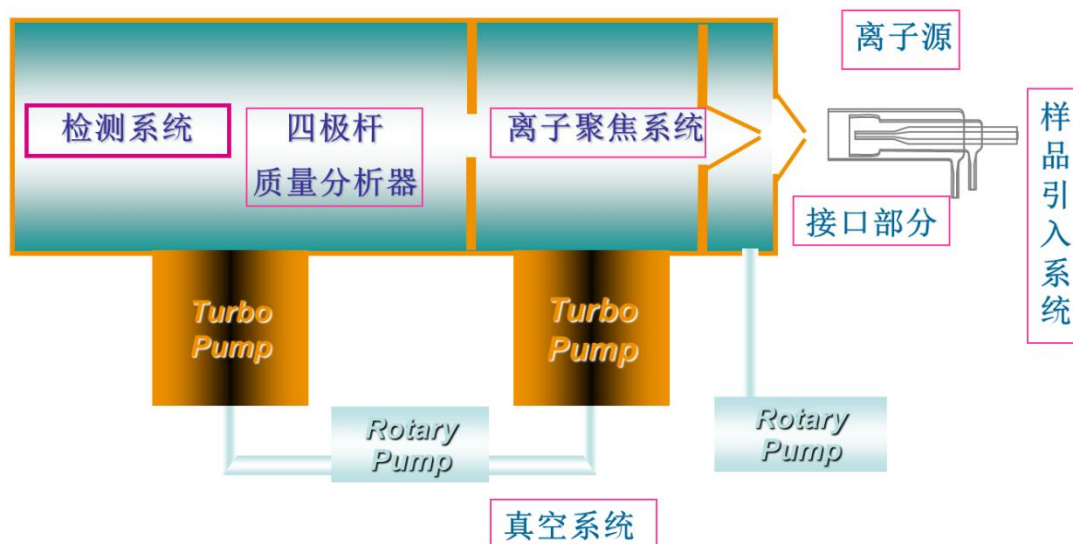 离子源
检测系统
四极杆
质量分析器
离子聚焦系统
样品引入系统
接口部分
Turbo
Pump
Turbo
Pump
Rotary
Pump
Rotary
Pump
真空系统